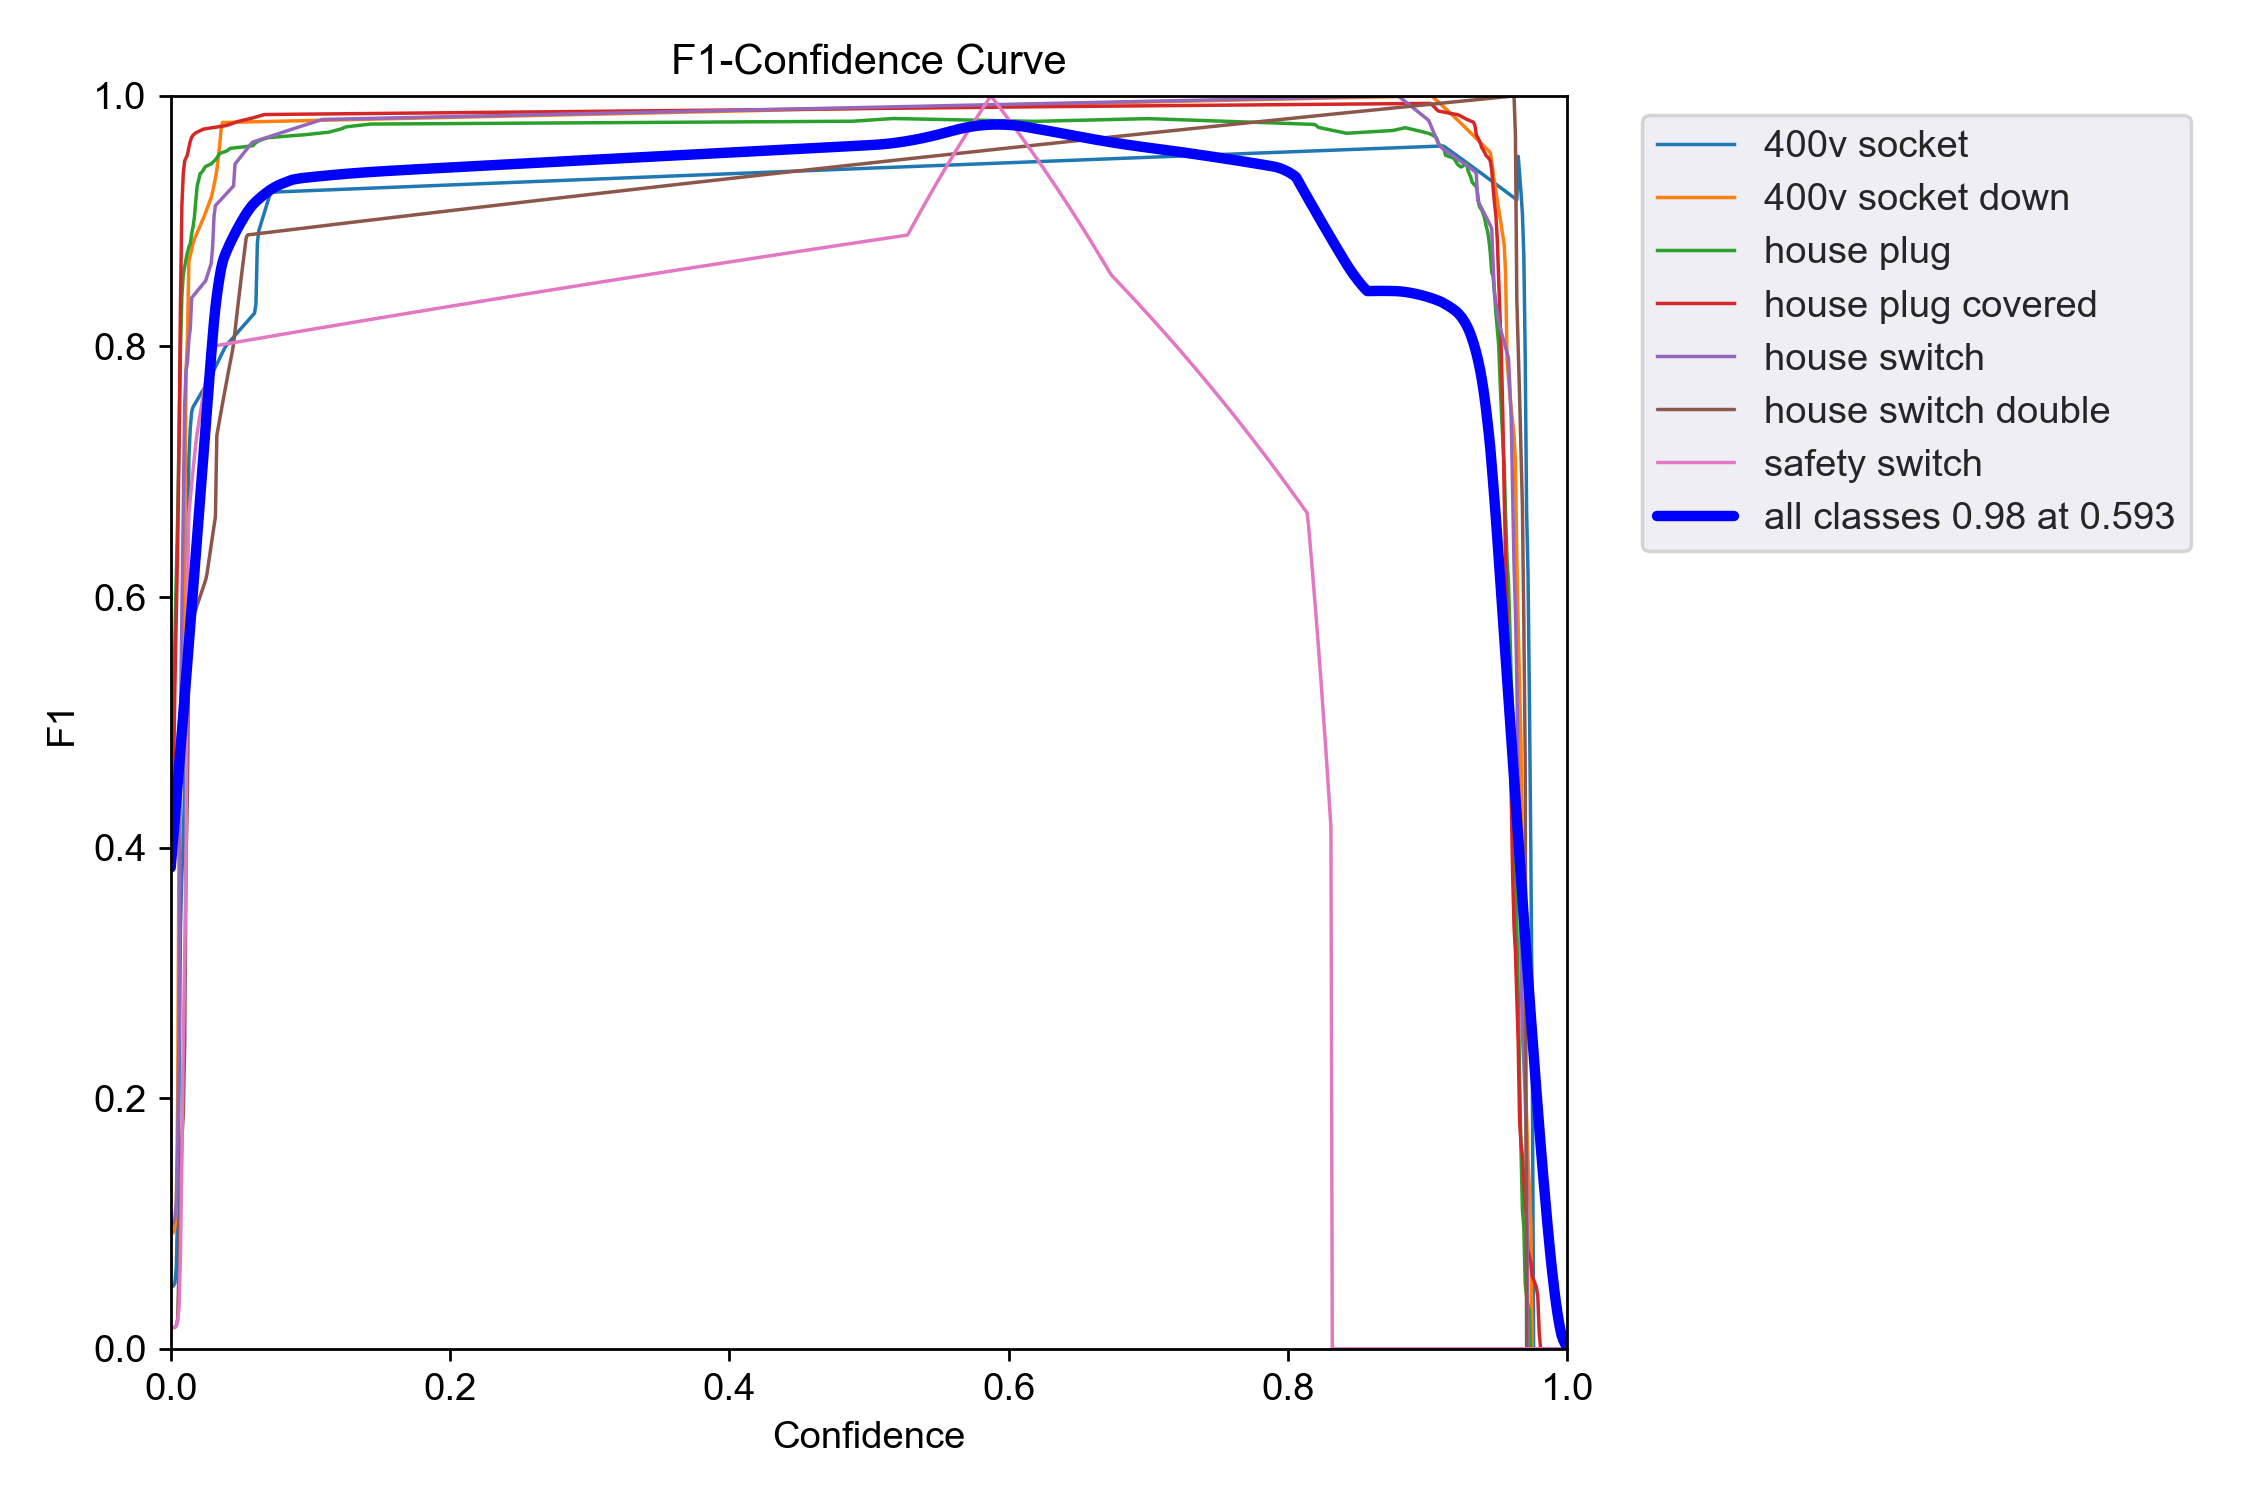 F1-Confidence Curve
1.0
0.8
0.6
0.4
0.2
0.0
F1
0.0 0.2 0.4 0.6 0.8 1.0
Confidence
400v socket
400v socket down
house plug
house plug covered
house switch
house switch double
safety switch
all classes 0.98 at 0.593